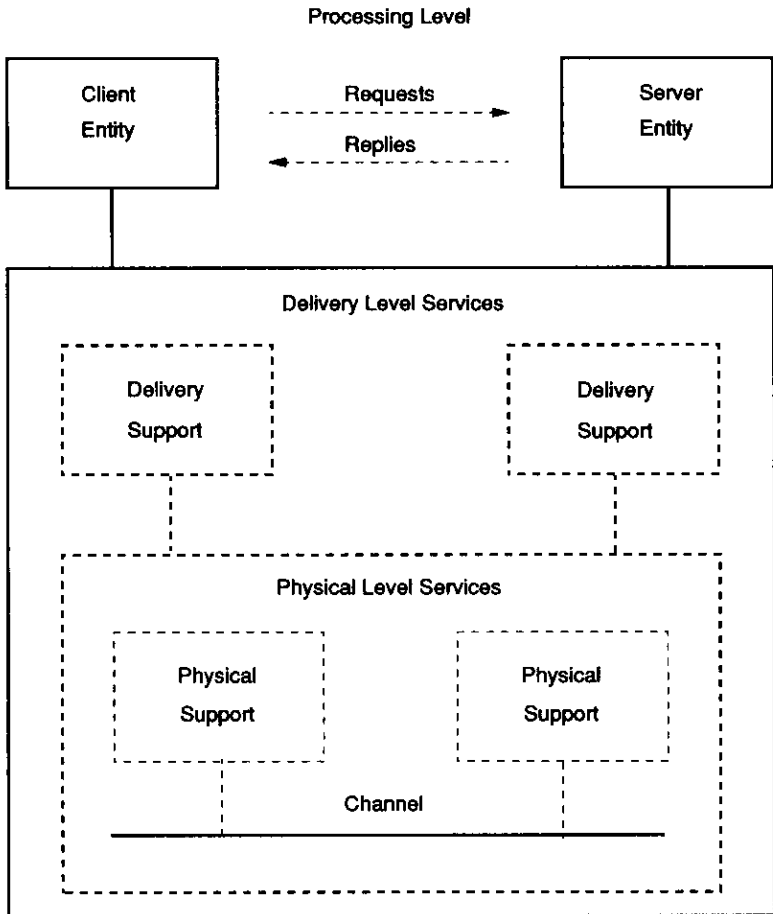 Processing Level
Client
Entity
Requests
Replies
Server
Entity
Delivery Level Services
Delivery
Support
Delivery
Support
Physical Level Services
Physical
Support
Physical
Support
Channel